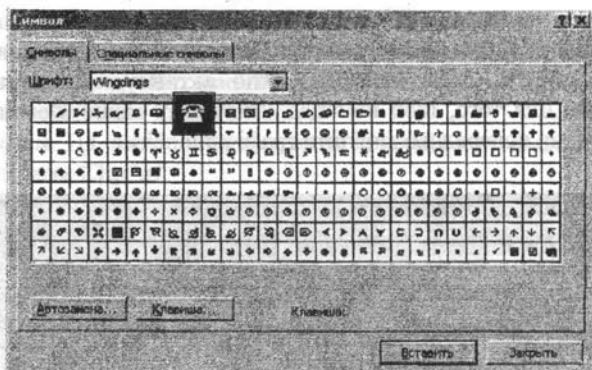 Символ
Символы Специальные символы
Шрифт: Wingdings
Автозамена... Клавиша... Клавиша:
Вставить Закрыть